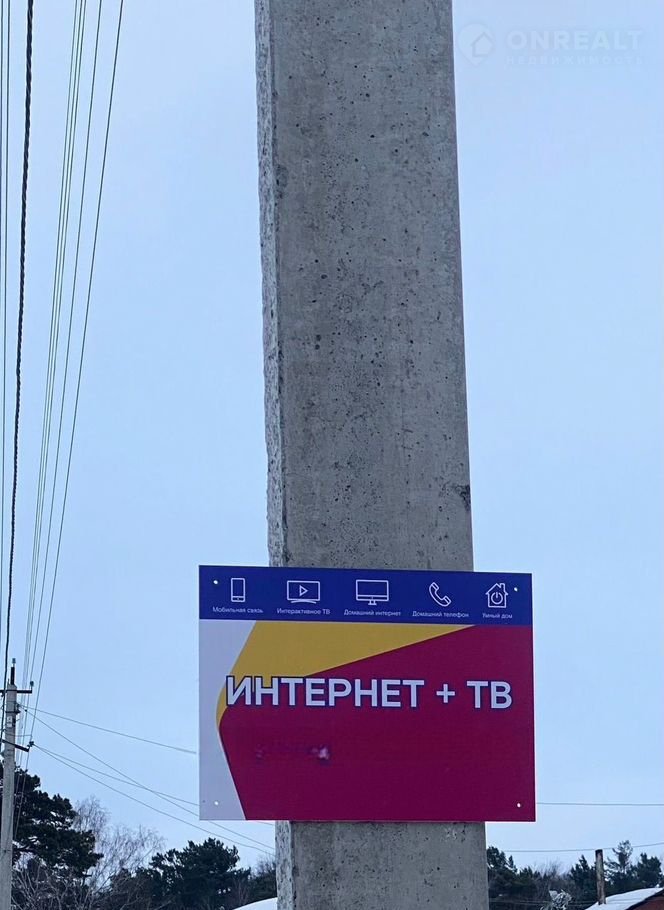 ONREALT
НЕДВИЖИМОСТЬ
Мобильная связь Интерактивное ТВ Домашний интернет Домашний телефон Умный дом
ИНТЕРНЕТ + ТВ